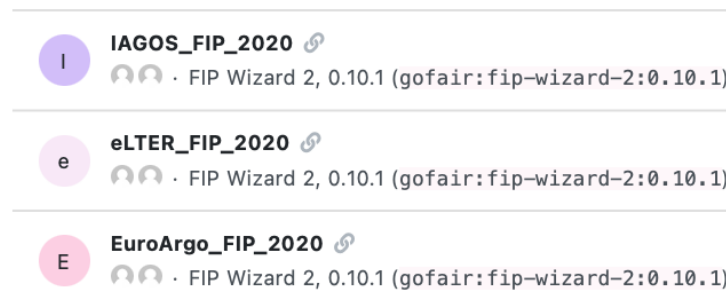 I
IAGOS_FIP_2020
· FIP Wizard 2, 0.10.1 (gofair:fip-wizard-2:0.10.1)
e
eLTER_FIP_2020
· FIP Wizard 2, 0.10.1 (gofair:fip-wizard-2:0.10.1)
E
EuroArgo_FIP_2020
· FIP Wizard 2, 0.10.1 (gofair:fip-wizard-2:0.10.1)